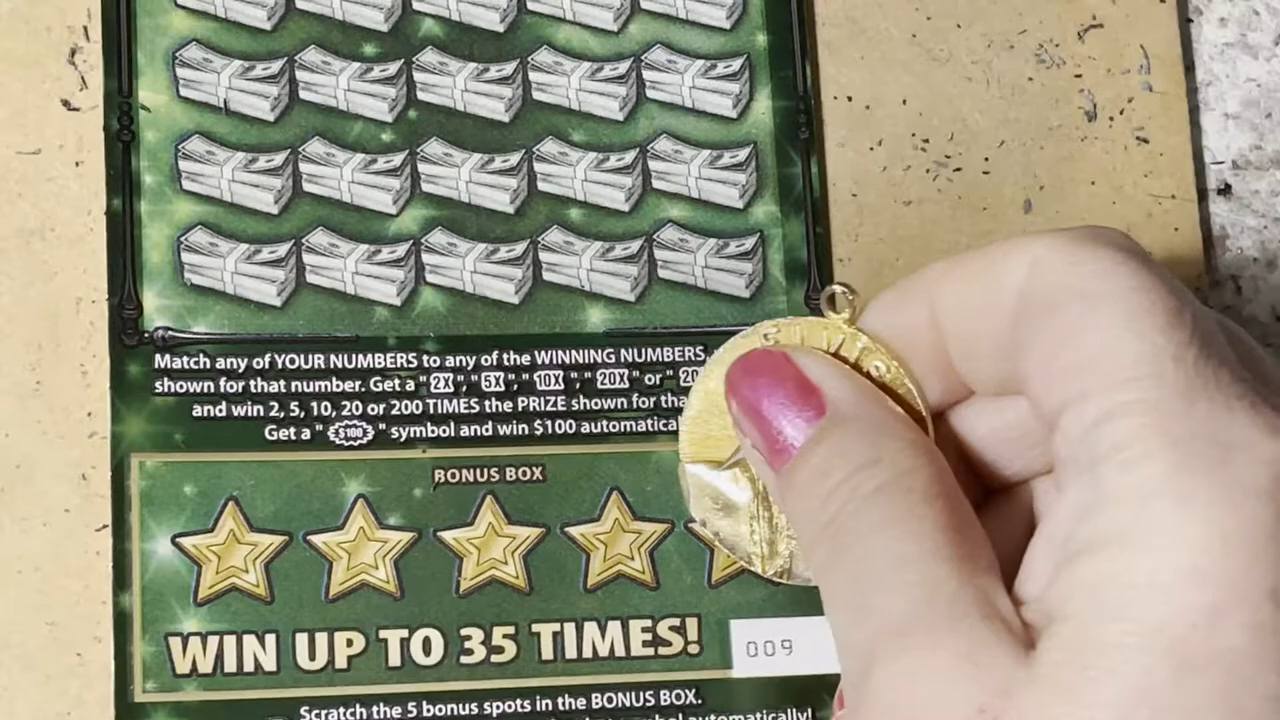 Match any of YOUR NUMBERS to any of the WINNING NUMBERS,
shown for that number. Get a "2X", "5X", "10X", "20X" or "20
and win 2, 5, 10, 20 or 200 TIMES the PRIZE shown for tha
Get a "$100" symbol and win $100 automatical
BONUS BOX
WIN UP TO 35 TIMES!
009
Scratch the 5 bonus spots in the BONUS BOX.
symbol automatically!